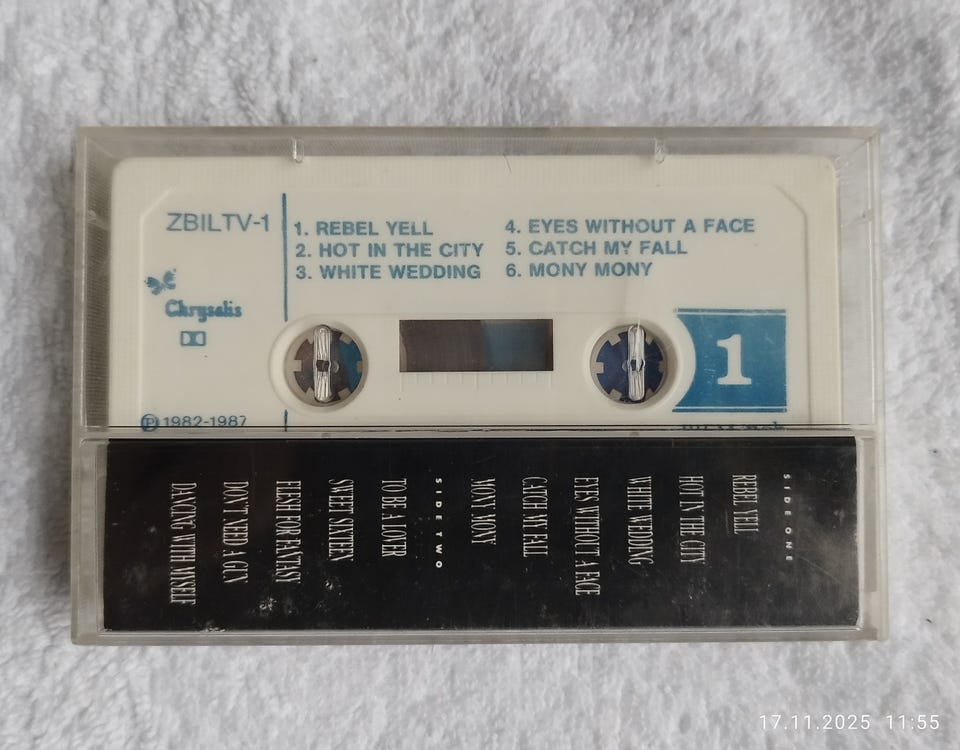 ZBILTV-1
1. REBEL YELL
2. HOT IN THE CITY
3. WHITE WEDDING
4. EYES WITHOUT A FACE
5. CATCH MY FALL
6. MONY MONY
Chrysalis
1
Ⓟ 1982-1987
SIDE ONE
REBEL YELL
HOT IN THE CITY
WHITE WEDDING
EYES WITHOUT A FACE
CATCH MY FALL
MONY MONY
SIDE TWO
TO BE A LOVER
SWEET SIXTEEN
FLESH FOR FANTASY
DON'T NEED A GUN
DANCING WITH MYSELF
17.11.2025 11:55